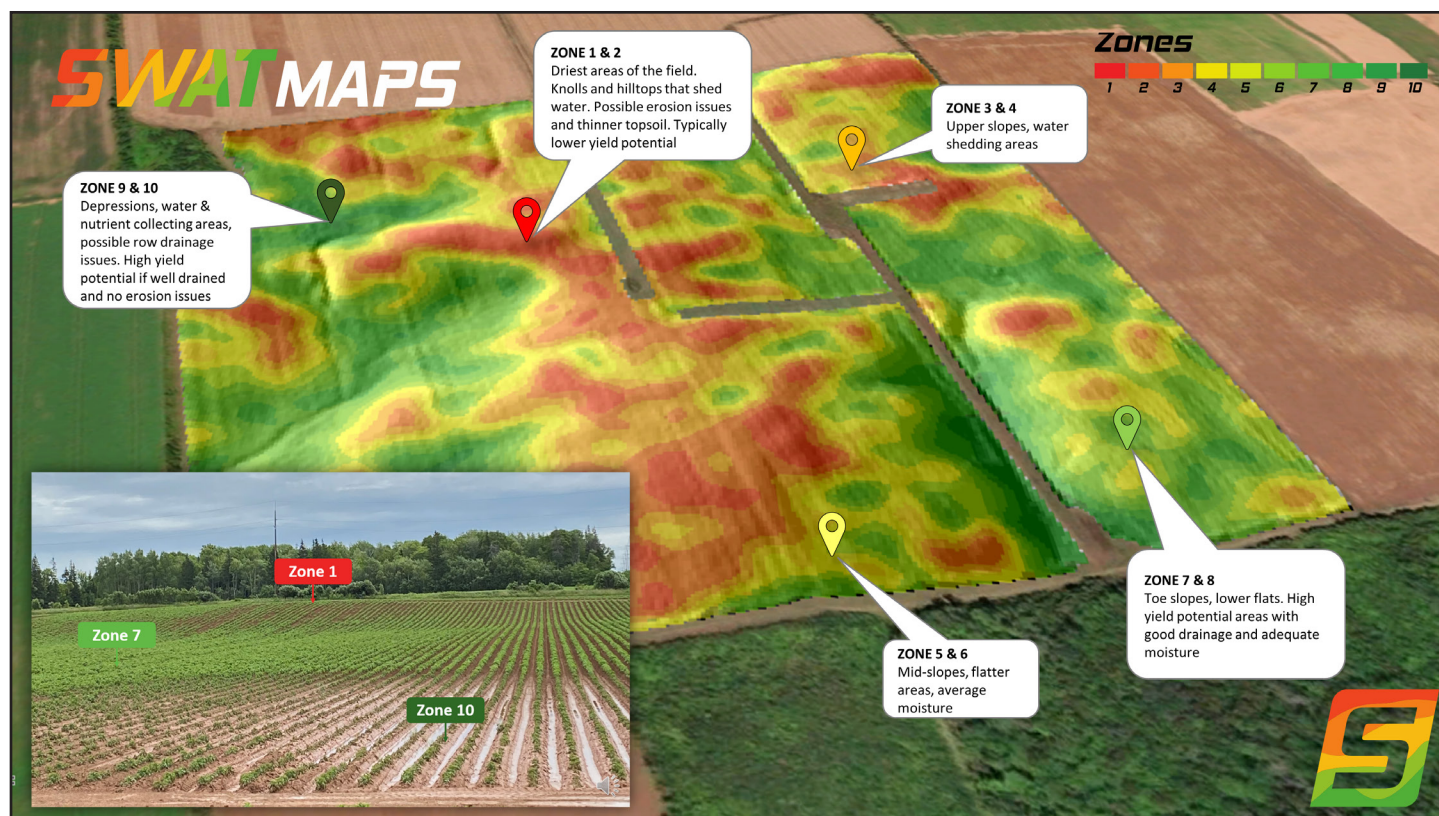 SWAT MAPS
ZONE 1 & 2
Driest areas of the field.
Knolls and hilltops that shed
water. Possible erosion issues
and thinner topsoil. Typically
lower yield potential
Zones
1 2 3 4 5 6 7 8 9 10
ZONE 3 & 4
Upper slopes, water
shedding areas
ZONE 9 & 10
Depressions, water &
nutrient collecting areas,
possible row drainage
issues. High yield
potential if well drained
and no erosion issues
Zone 1
Zone 7
Zone 10
ZONE 5 & 6
Mid-slopes, flatter
areas, average
moisture
ZONE 7 & 8
Toe slopes, lower flats. High
yield potential areas with
good drainage and adequate
moisture
S